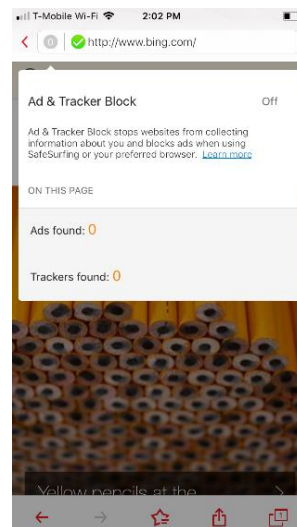 T-Mobile Wi-Fi 2:02 PM
0 http://www.bing.com/
Ad & Tracker Block Off
Ad & Tracker Block stops websites from collecting
information about you and blocks ads when using
SafeSurfing or your preferred browser. Learn more
ON THIS PAGE
Ads found: 0
Trackers found: 0
Yellow pencils at the
1